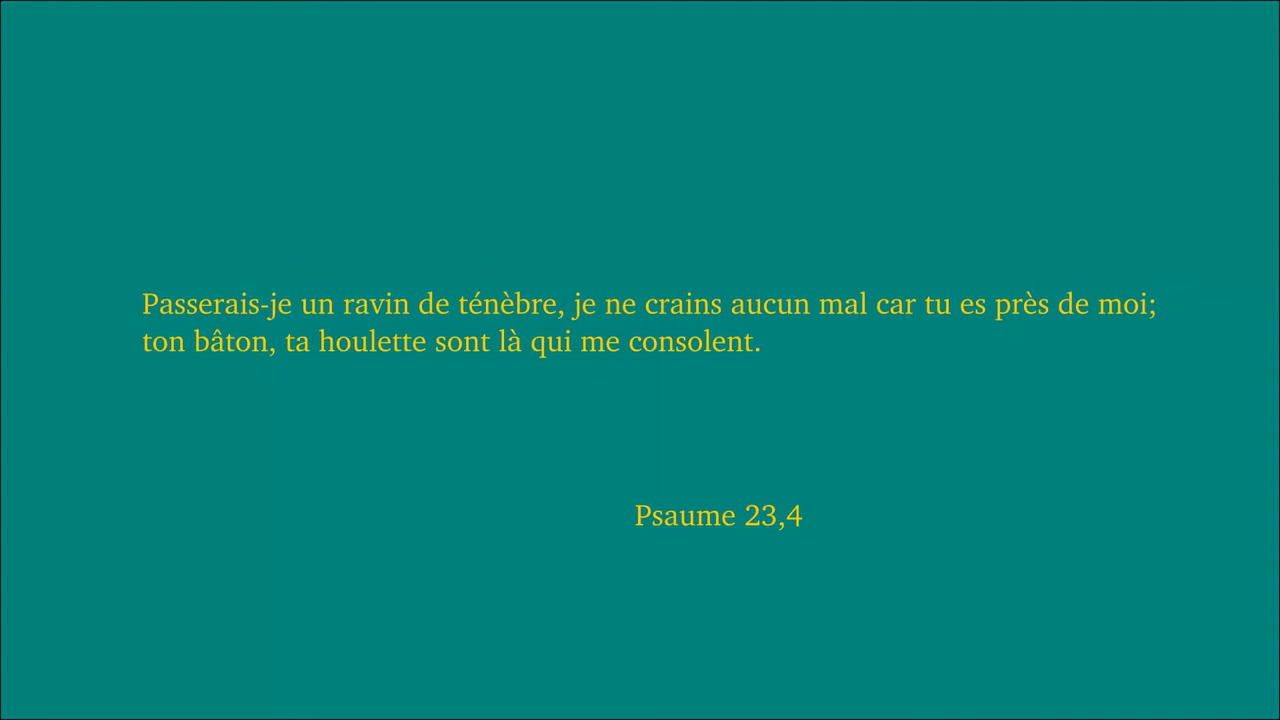 Passerais-je un ravin de ténèbre, je ne crains aucun mal car tu es près de moi;
ton bâton, ta houlette sont là qui me consolent.
Psaume 23,4